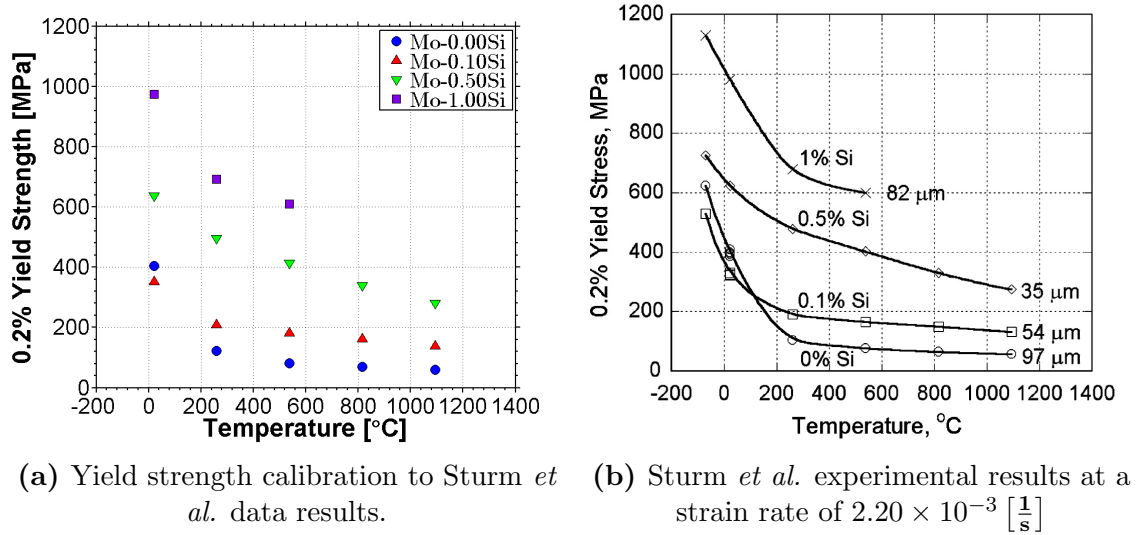 1200
1000
800
600
400
200
0
-200 0 200 400 600 800 1000 1200 1400
0.2% Yield Strength [MPa]
Temperature [°C]
Mo-0.00Si
Mo-0.10Si
Mo-0.50Si
Mo-1.00Si
(a) Yield strength calibration to Sturm et
al. data results.
1200
1000
800
600
400
200
0
-200 0 200 400 600 800 1000 1200 1400
0.2% Yield Stress, MPa
Temperature, °C
1% Si
82 μm
0.5% Si
35 μm
0.1% Si
54 μm
0% Si
97 μm
(b) Sturm et al. experimental results at a
strain rate of 2.20 × 10⁻³ [1/s]